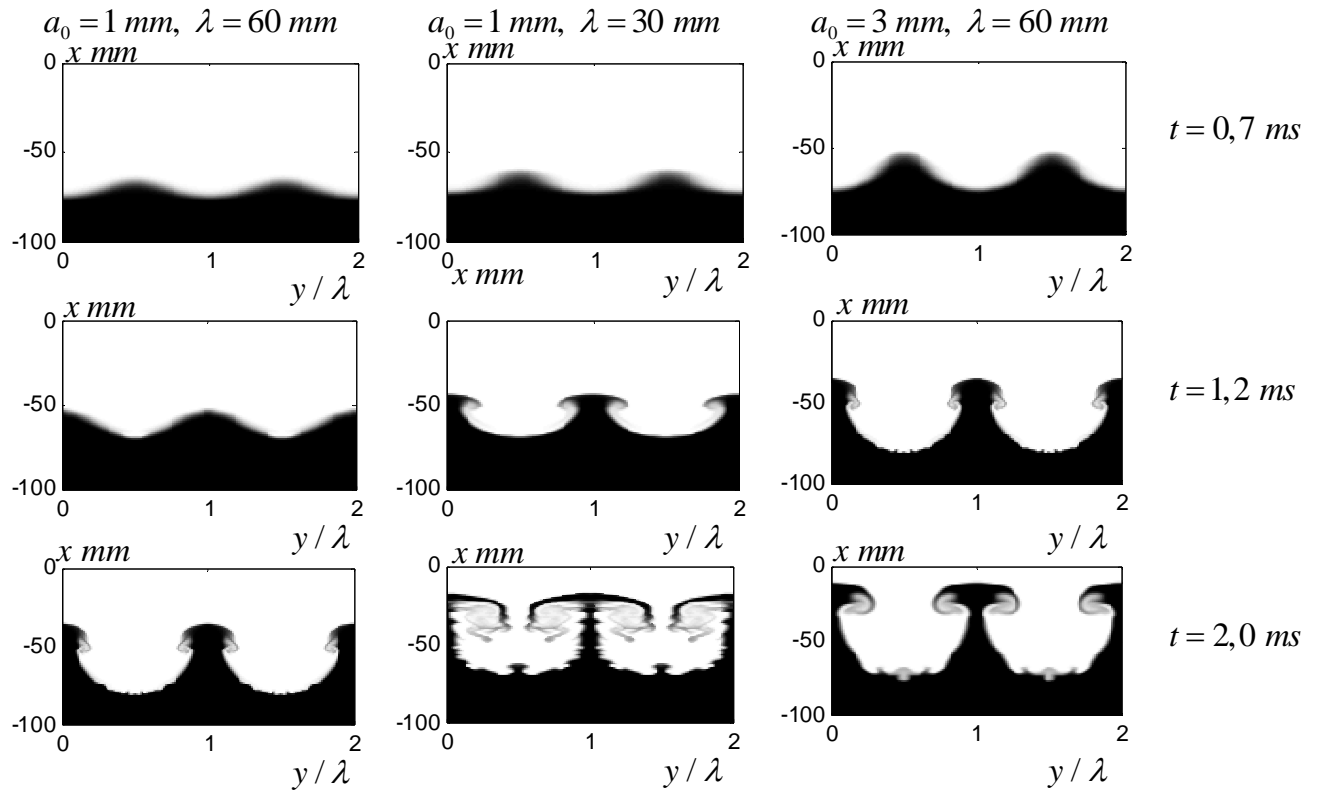 a₀ = 1 mm, λ = 60 mm
a₀ = 1 mm, λ = 30 mm
a₀ = 3 mm, λ = 60 mm
x mm
x mm
x mm
0
-50
-100
0 1 2
y / λ
0
-50
-100
0 1 2
y / λ
0
-50
-100
0 1 2
y / λ
t = 0,7 ms
x mm
x mm
x mm
0
-50
-100
0 1 2
y / λ
0
-50
-100
0 1 2
y / λ
0
-50
-100
0 1 2
y / λ
t = 1,2 ms
x mm
x mm
x mm
0
-50
-100
0 1 2
y / λ
0
-50
-100
0 1 2
y / λ
0
-50
-100
0 1 2
y / λ
t = 2,0 ms